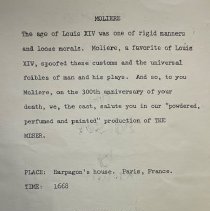 MOLIERE
The age of Louis XIV was one of rigid manners
and loose morals. Moliere, a favorite of Louis
XIV, spoofed these customs and the universal
foibles of man and his plays. And so, to you
Moliere, on the 300th anniversary of your
death, we, the cast, salute you in our "powdered,
perfumed and painted" production of THE
MISER.
PLACE: Harpagon's house. Paris, France.
TIME: 1668